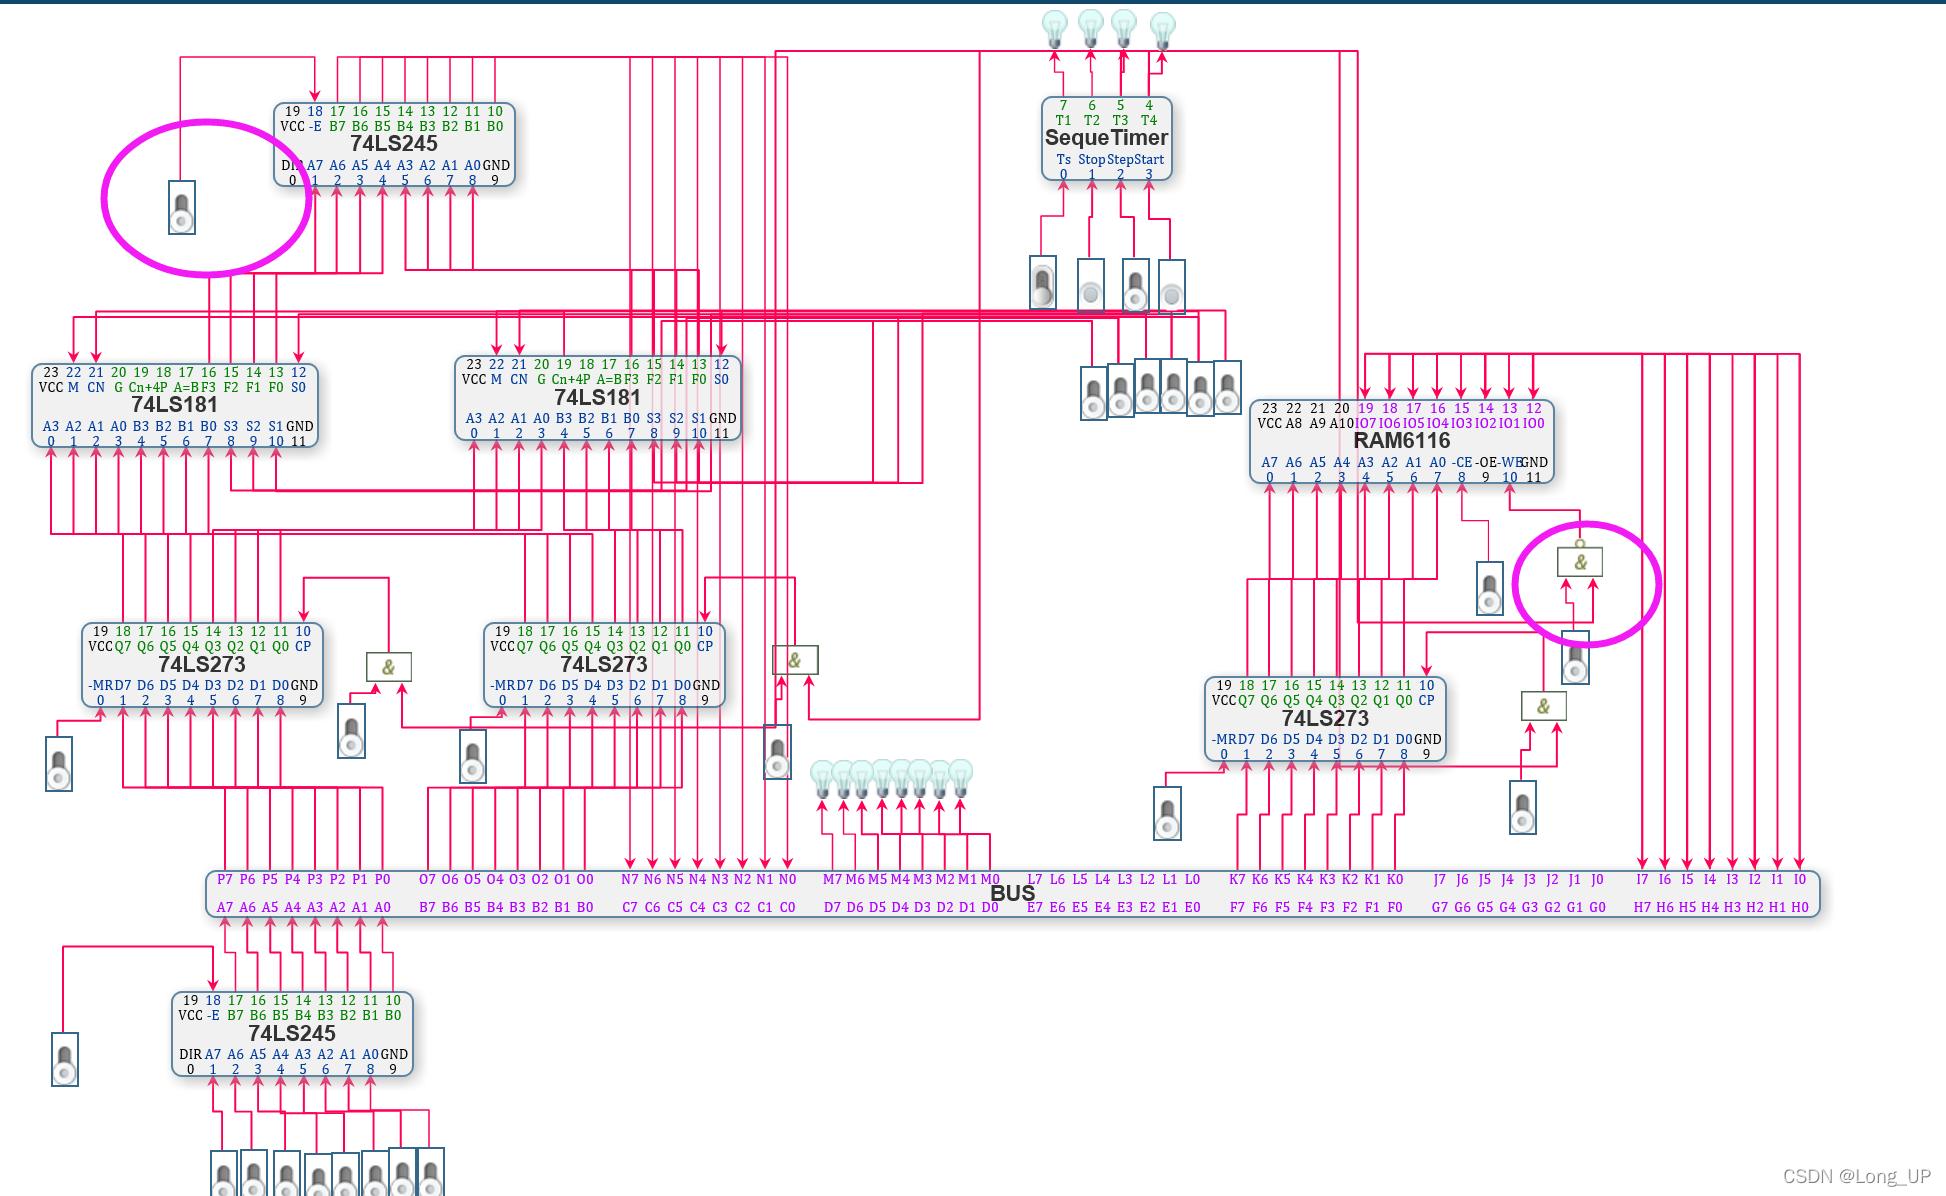 7 6 5 4
T1 T2 T3 T4
SequeTimer
Ts Stop Step Start
0 1 2 3
19 18 17 16 15 14 13 12 11 10
VCC -E B7 B6 B5 B4 B3 B2 B1 B0
74LS245
A7 A6 A5 A4 A3 A2 A1 A0 GND
0 1 2 3 4 5 6 7 8 9
23 22 21 20 19 18 17 16 15 14 13 12
VCC M CN G Cn+4 P A=B F3 F2 F1 F0 S0
74LS181
A3 A2 A1 A0 B3 B2 B1 B0 S3 S2 S1 GND
0 1 2 3 4 5 6 7 8 9 10 11
23 22 21 20 19 18 17 16 15 14 13 12
VCC M CN G Cn+4 P A=B F3 F2 F1 F0 S0
74LS181
A3 A2 A1 A0 B3 B2 B1 B0 S3 S2 S1 GND
0 1 2 3 4 5 6 7 8 9 10 11
23 22 21 20 19 18 17 16 15 14 13 12
VCC A8 A9 A10 IO7 IO6 IO5 IO4 IO3 IO2 IO1 IO0
RAM6116
A7 A6 A5 A4 A3 A2 A1 A0 -CE -OE -WE GND
0 1 2 3 4 5 6 7 8 9 10 11
&
19 18 17 16 15 14 13 12 11 10
VCC Q7 Q6 Q5 Q4 Q3 Q2 Q1 Q0 CP
74LS273
-MR D7 D6 D5 D4 D3 D2 D1 D0 GND
0 1 2 3 4 5 6 7 8 9
&
19 18 17 16 15 14 13 12 11 10
VCC Q7 Q6 Q5 Q4 Q3 Q2 Q1 Q0 CP
74LS273
-MR D7 D6 D5 D4 D3 D2 D1 D0 GND
0 1 2 3 4 5 6 7 8 9
&
19 18 17 16 15 14 13 12 11 10
VCC Q7 Q6 Q5 Q4 Q3 Q2 Q1 Q0 CP
74LS273
-MR D7 D6 D5 D4 D3 D2 D1 D0 GND
0 1 2 3 4 5 6 7 8 9
&
P7 P6 P5 P4 P3 P2 P1 P0 O7 O6 O5 O4 O3 O2 O1 O0 N7 N6 N5 N4 N3 N2 N1 N0 M7 M6 M5 M4 M3 M2 M1 M0 L7 L6 L5 L4 L3 L2 L1 L0 K7 K6 K5 K4 K3 K2 K1 K0 J7 J6 J5 J4 J3 J2 J1 J0 I7 I6 I5 I4 I3 I2 I1 I0
BUS
A7 A6 A5 A4 A3 A2 A1 A0 B7 B6 B5 B4 B3 B2 B1 B0 C7 C6 C5 C4 C3 C2 C1 C0 D7 D6 D5 D4 D3 D2 D1 D0 E7 E6 E5 E4 E3 E2 E1 E0 F7 F6 F5 F4 F3 F2 F1 F0 G7 G6 G5 G4 G3 G2 G1 G0 H7 H6 H5 H4 H3 H2 H1 H0
19 18 17 16 15 14 13 12 11 10
VCC -E B7 B6 B5 B4 B3 B2 B1 B0
74LS245
DIR A7 A6 A5 A4 A3 A2 A1 A0 GND
0 1 2 3 4 5 6 7 8 9
CSDN @Long_UP